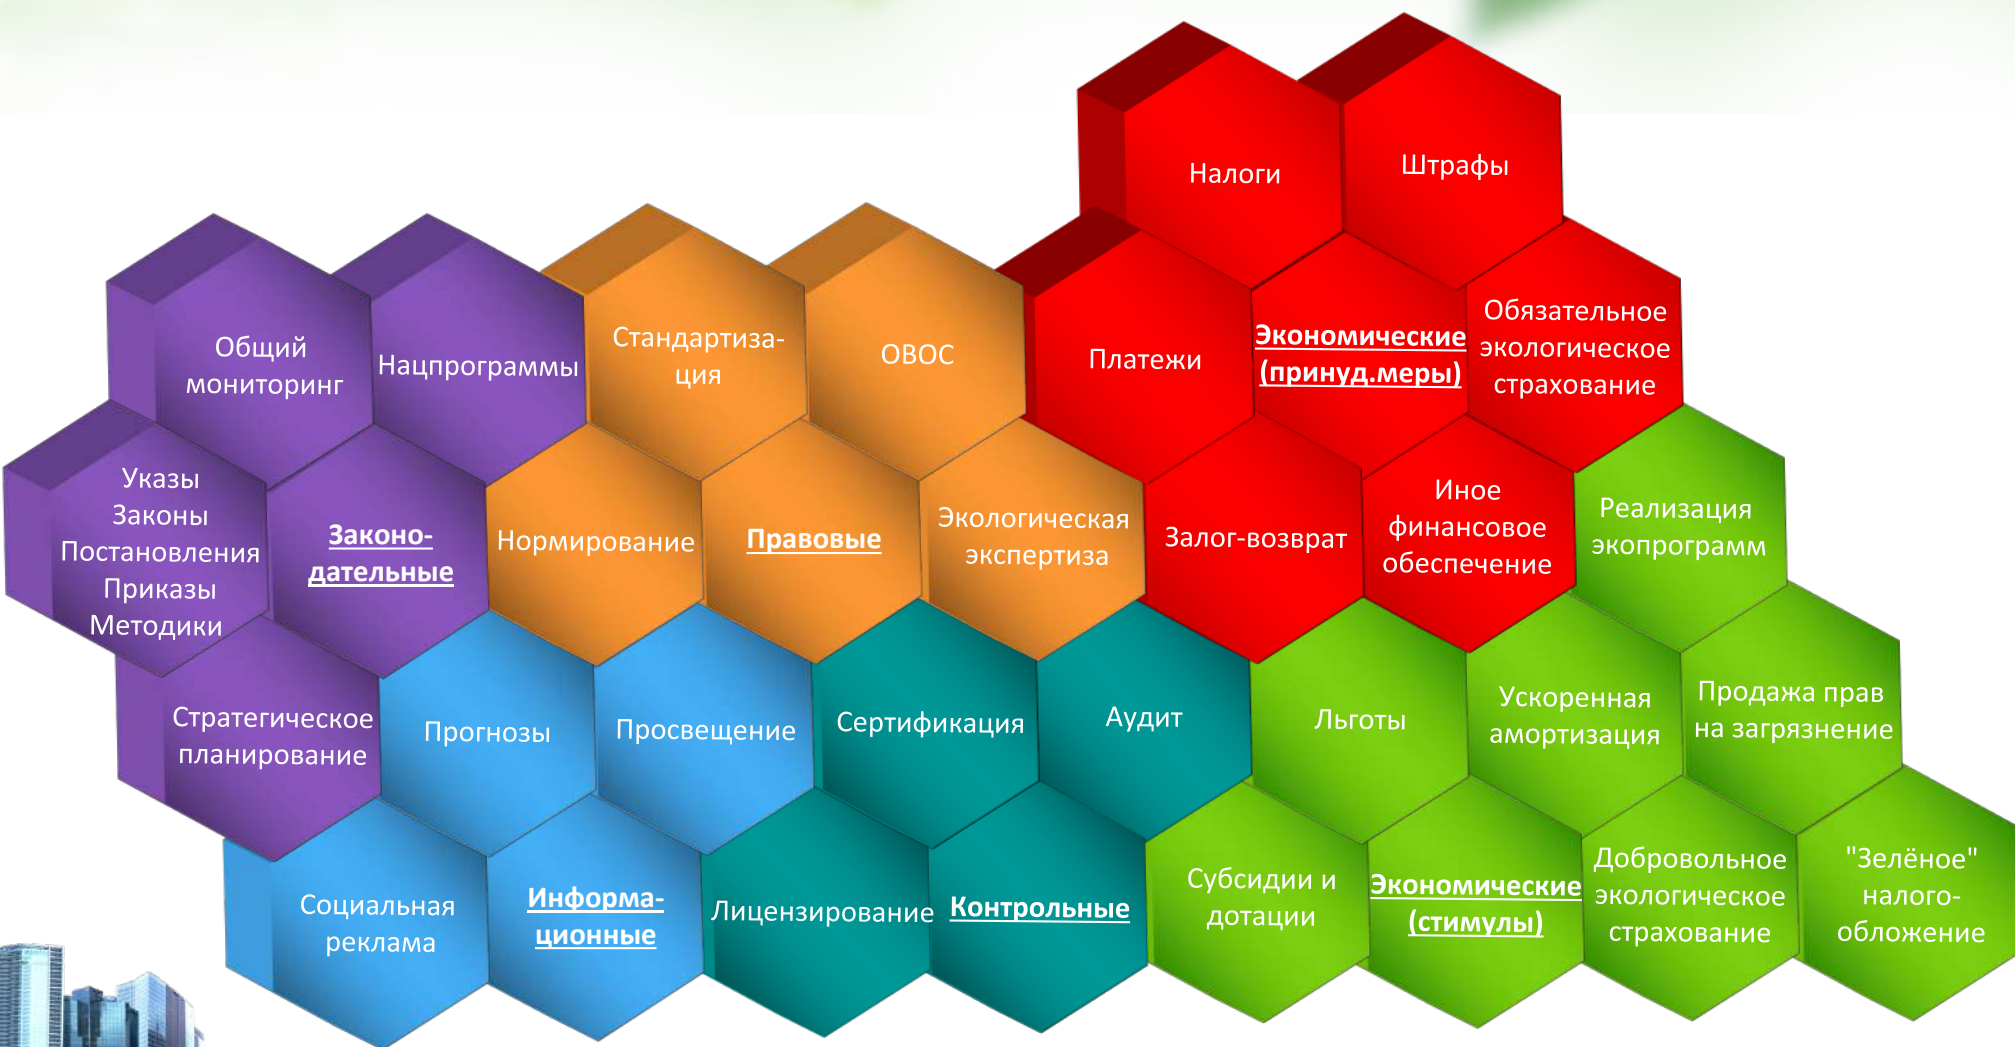 Налоги
Штрафы
Общий
мониторинг
Нацпрограммы
Стандартиза-
ция
ОВОС
Платежи
Экономические
(принуд.меры)
Обязательное
экологическое
страхование
Указы
Законы
Постановления
Приказы
Методики
Законо-
дательные
Нормирование
Правовые
Экологическая
экспертиза
Залог-возврат
Иное
финансовое
обеспечение
Реализация
экопрограмм
Стратегическое
планирование
Прогнозы
Просвещение
Сертификация
Аудит
Льготы
Ускоренная
амортизация
Продажа прав
на загрязнение
Социальная
реклама
Информа-
ционные
Лицензирование
Контрольные
Субсидии и
дотации
Экономические
(стимулы)
Добровольное
экологическое
страхование
"Зелёное"
налого-
обложение